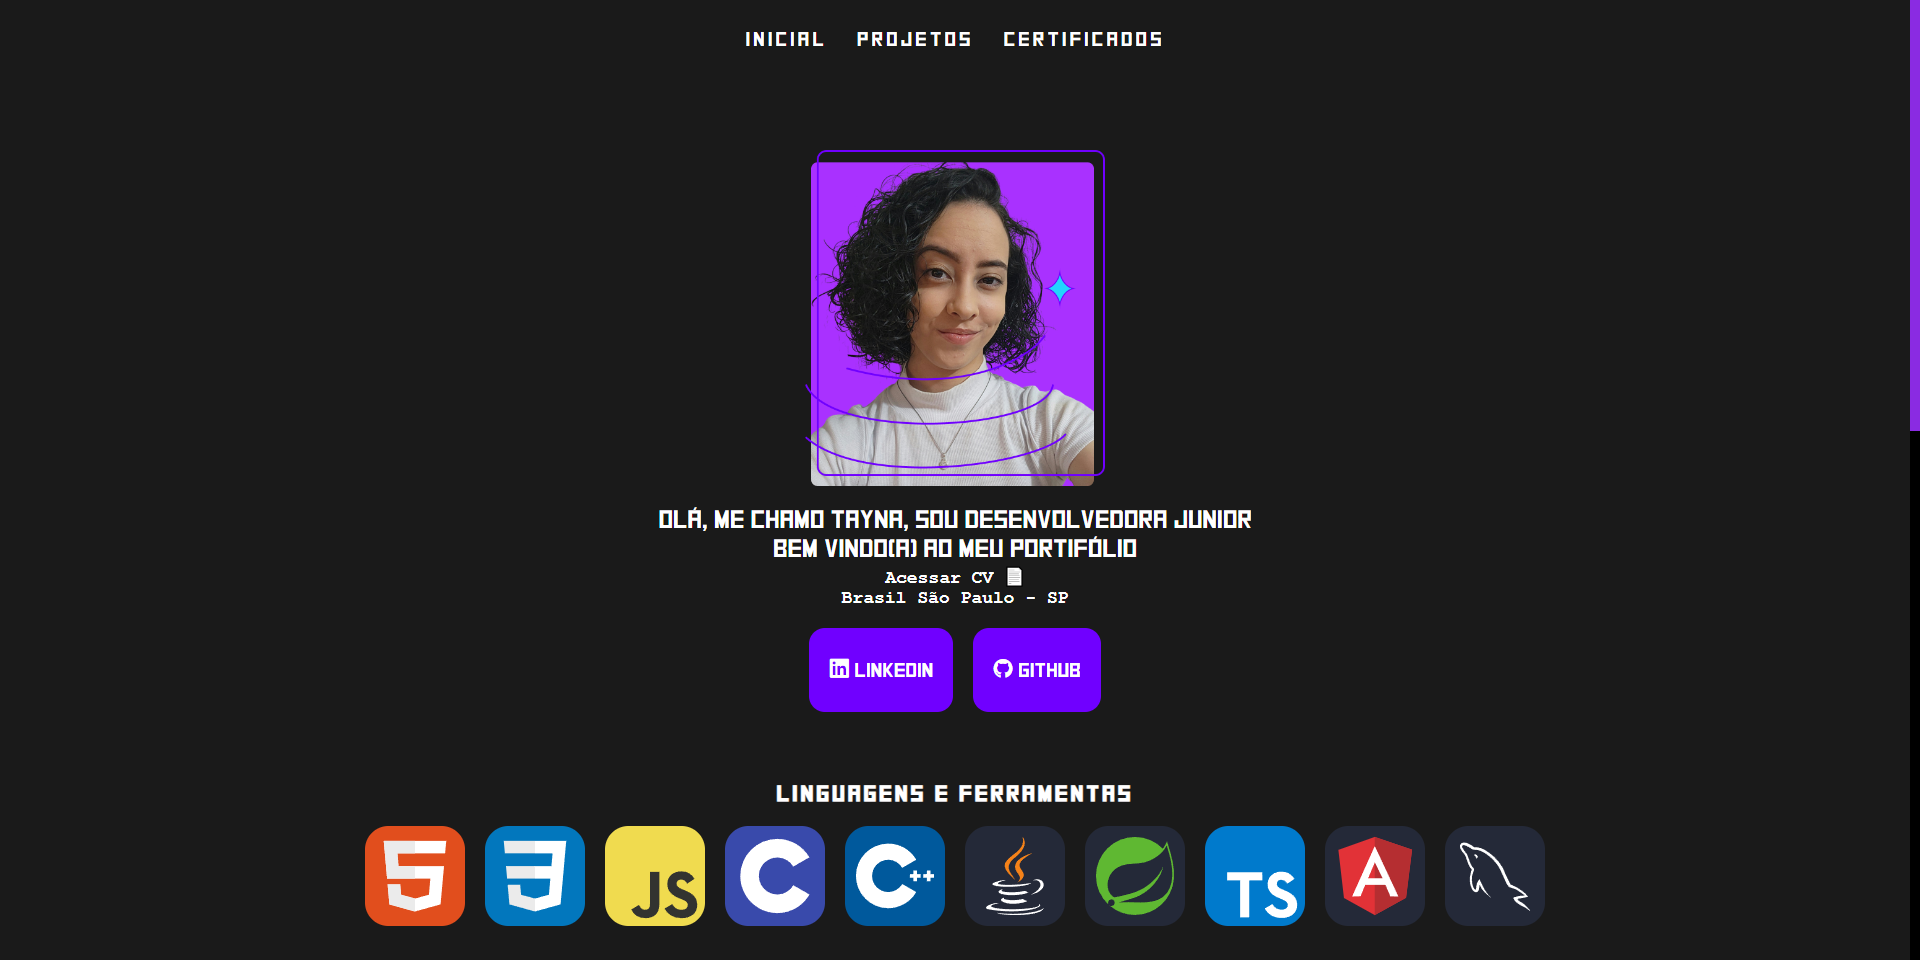 INICIAL PROJETOS CERTIFICADOS
OLÁ, ME CHAMO TAYNA, SOU DESENVOLVEDORA JUNIOR
BEM VINDO(A) AO MEU PORTIFÓLIO
Acessar CV 📄
Brasil São Paulo - SP
LINKEDIN GITHUB
LINGUAGENS E FERRAMENTAS
5 3 JS C C++ TS A